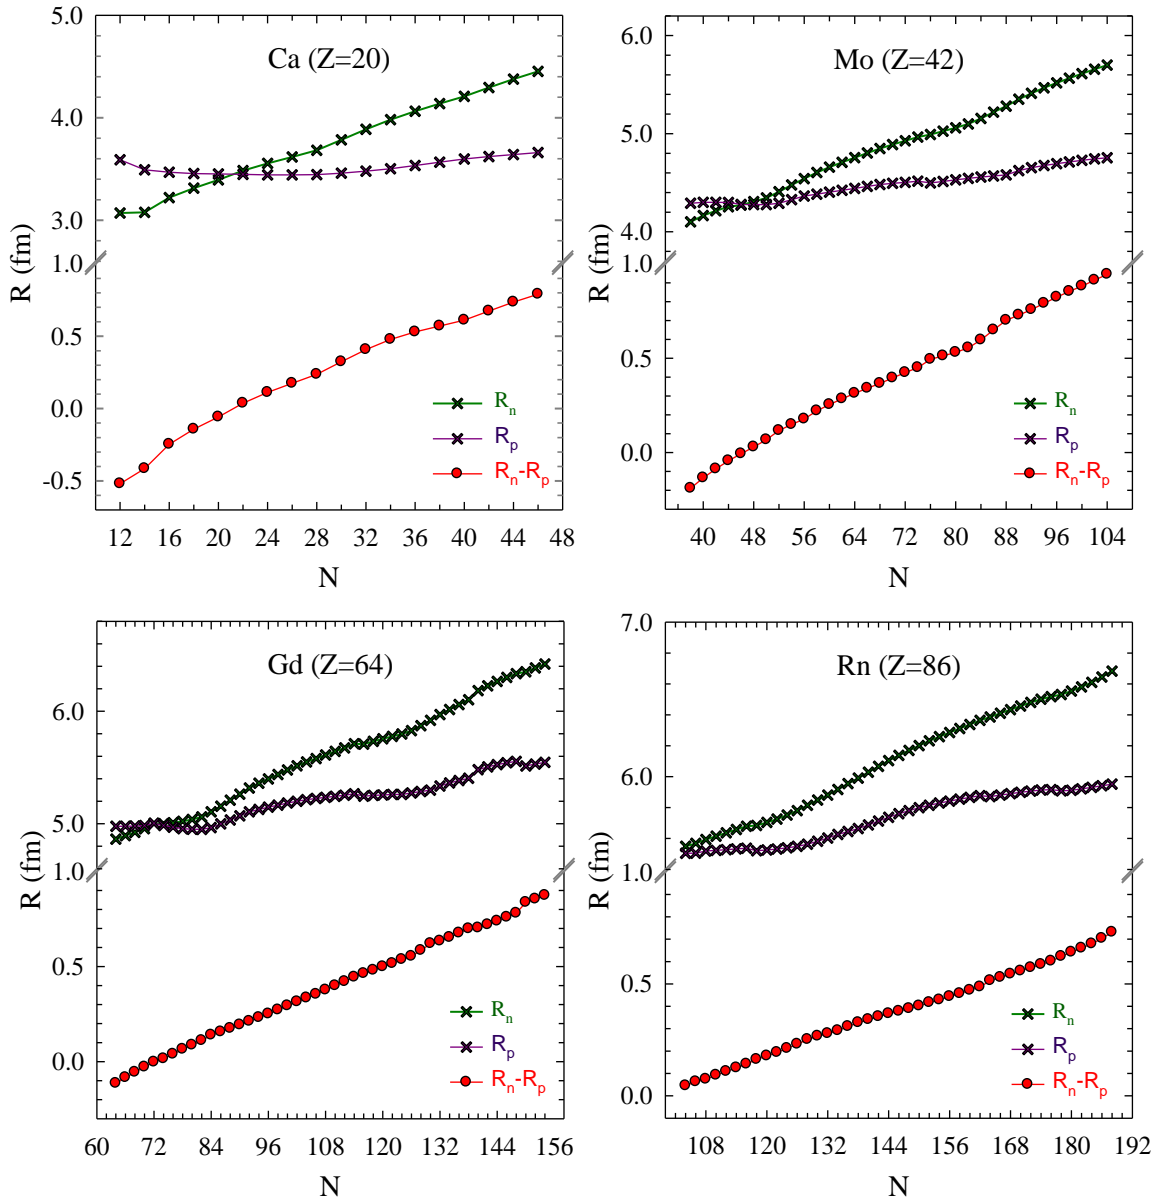 Ca (Z=20)
5.0
4.0
3.0
1.0
0.5
0.0
-0.5
R (fm)
Rn
Rp
Rn-Rp
12 16 20 24 28 32 36 40 44 48
N
Mo (Z=42)
6.0
5.0
4.0
1.0
0.5
0.0
R (fm)
Rn
Rp
Rn-Rp
40 48 56 64 72 80 88 96 104
N
Gd (Z=64)
6.0
5.0
1.0
0.5
0.0
R (fm)
Rn
Rp
Rn-Rp
60 72 84 96 108 120 132 144 156
N
Rn (Z=86)
7.0
6.0
1.0
0.5
0.0
R (fm)
Rn
Rp
Rn-Rp
108 120 132 144 156 168 180 192
N